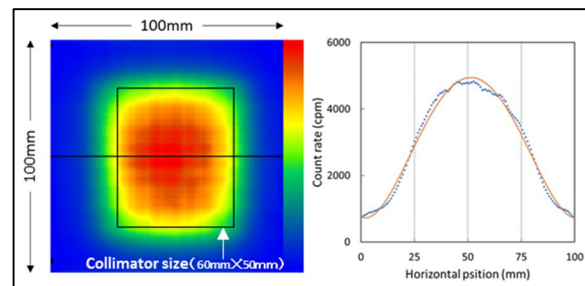 100mm
100mm
Collimator size(60mm×50mm)
6000
4000
2000
0
Count rate (cpm)
0
25
50
75
100
Horizontal psition (mm)